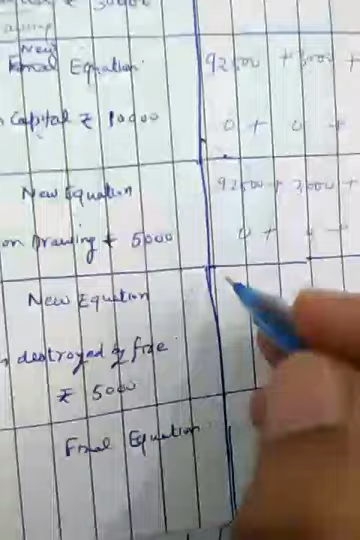 New
Final Equation 92500 + 3000 +
Capital ₹ 10000 0 + 0 +
New Equation 92500 + 3000 +
on Drawing ₹ 5000 0 +
New Equation
destroyed by fire
₹ 5000
Final Equation